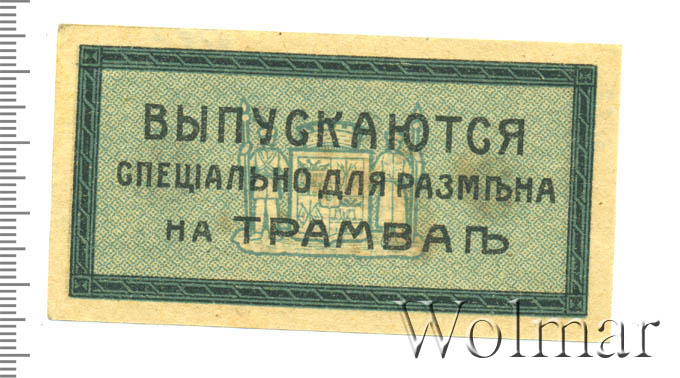 ВЫПУСКАЮТСЯ
СПЕЦІАЛЬНО ДЛЯ РАЗМѢНА
НА ТРАМВАѢ
Wolmar